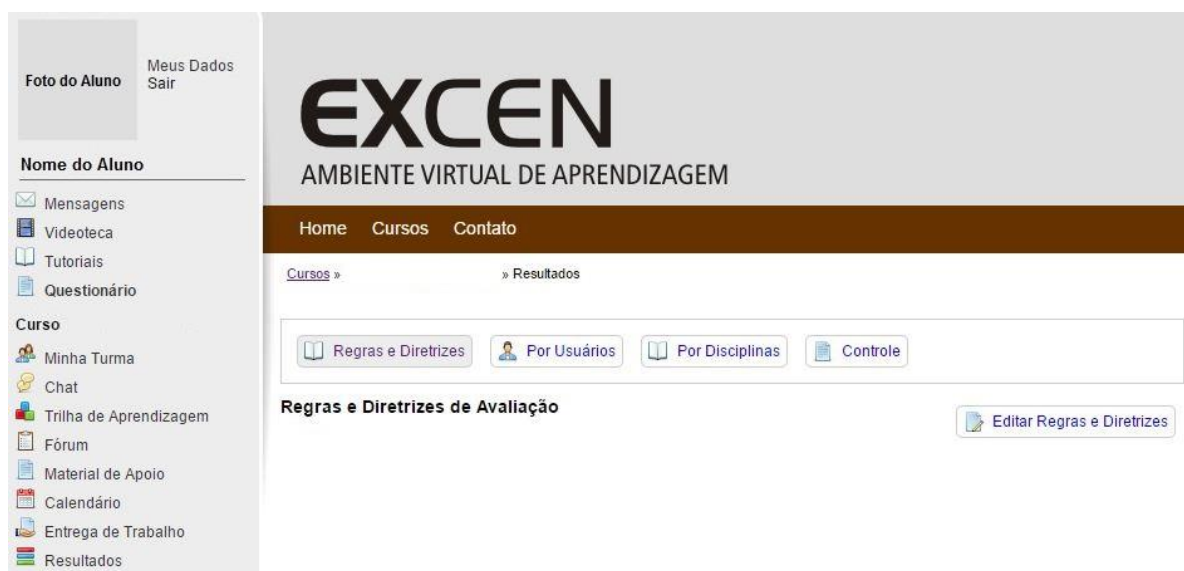 Foto do Aluno
Meus Dados
Sair
Nome do Aluno
Mensagens
Videoteca
Tutoriais
Questionário
Curso
Minha Turma
Chat
Trilha de Aprendizagem
Fórum
Material de Apoio
Calendário
Entrega de Trabalho
Resultados
EXCEN
AMBIENTE VIRTUAL DE APRENDIZAGEM
Home Cursos Contato
Cursos » » Resultados
Regras e Diretrizes Por Usuários Por Disciplinas Controle
Regras e Diretrizes de Avaliação
Editar Regras e Diretrizes